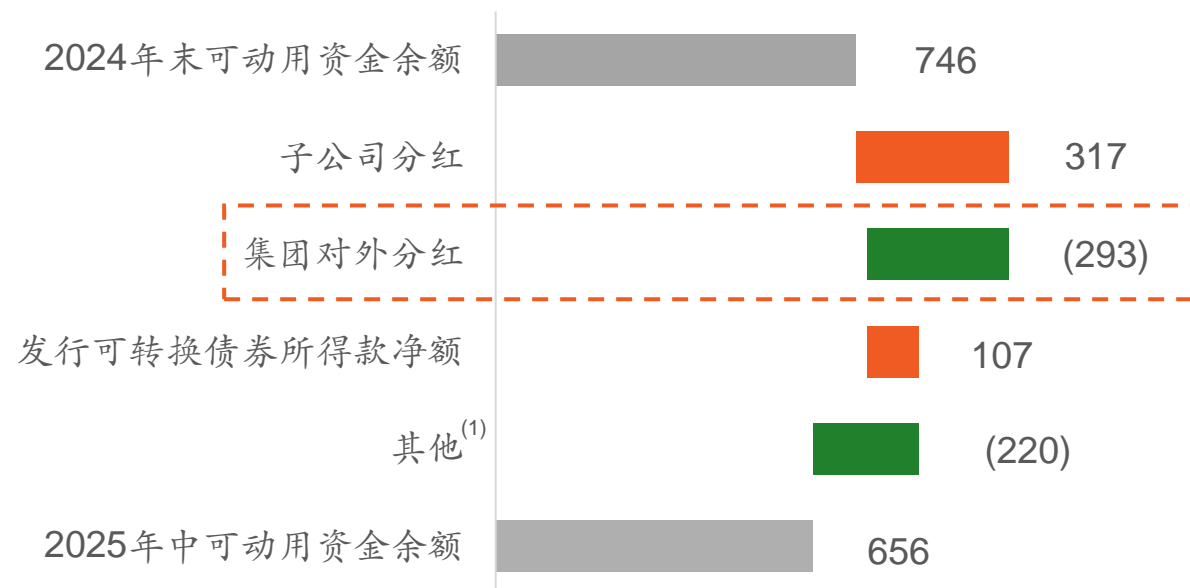 2024年末可动用资金余额 746
子公司分红 317
集团对外分红 (293)
发行可转换债券所得款净额 107
其他(1) (220)
2025年中可动用资金余额 656